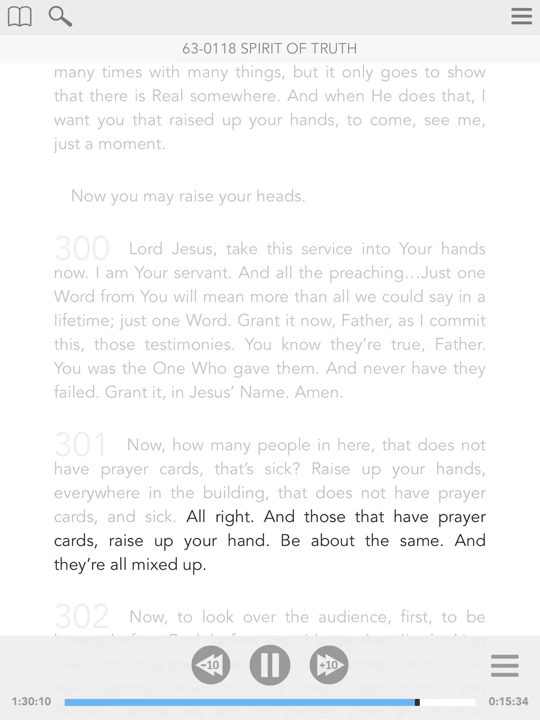 63-0118 SPIRIT OF TRUTH
many times with many things, but it only goes to show
that there is Real somewhere. And when He does that, I
want you that raised up your hands, to come, see me,
just a moment.
Now you may raise your heads.
300 Lord Jesus, take this service into Your hands
now. I am Your servant. And all the preaching…Just one
Word from You will mean more than all we could say in a
lifetime; just one Word. Grant it now, Father, as I commit
this, those testimonies. You know they’re true, Father.
You was the One Who gave them. And never have they
failed. Grant it, in Jesus’ Name. Amen.
301 Now, how many people in here, that does not
have prayer cards, that’s sick? Raise up your hands,
everywhere in the building, that does not have prayer
cards, and sick. All right. And those that have prayer
cards, raise up your hand. Be about the same. And
they’re all mixed up.
302 Now, to look over the audience, first, to be
-10 +10
1:30:10 0:15:34